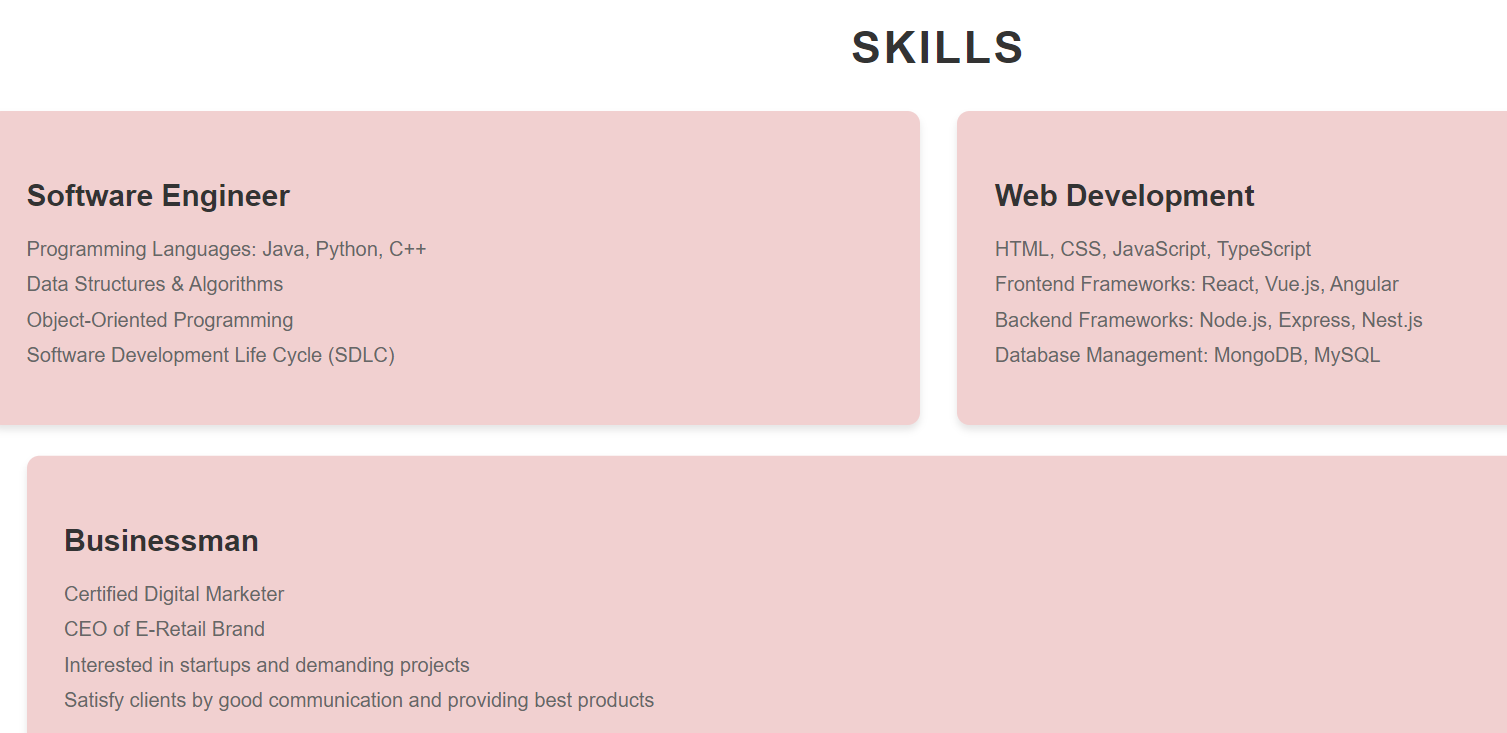 SKILLS
Software Engineer
Programming Languages: Java, Python, C++
Data Structures & Algorithms
Object-Oriented Programming
Software Development Life Cycle (SDLC)
Web Development
HTML, CSS, JavaScript, TypeScript
Frontend Frameworks: React, Vue.js, Angular
Backend Frameworks: Node.js, Express, Nest.js
Database Management: MongoDB, MySQL
Businessman
Certified Digital Marketer
CEO of E-Retail Brand
Interested in startups and demanding projects
Satisfy clients by good communication and providing best products